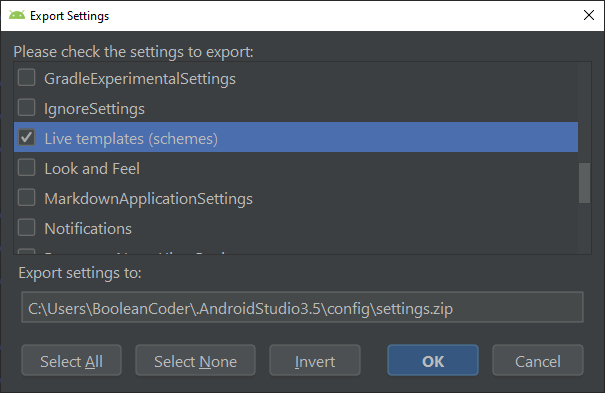 Export Settings
Please check the settings to export:
GradleExperimentalSettings
IgnoreSettings
Live templates (schemes)
Look and Feel
MarkdownApplicationSettings
Notifications
Export settings to:
C:\Users\BooleanCoder\.AndroidStudio3.5\config\settings.zip
Select All
Select None
Invert
OK
Cancel